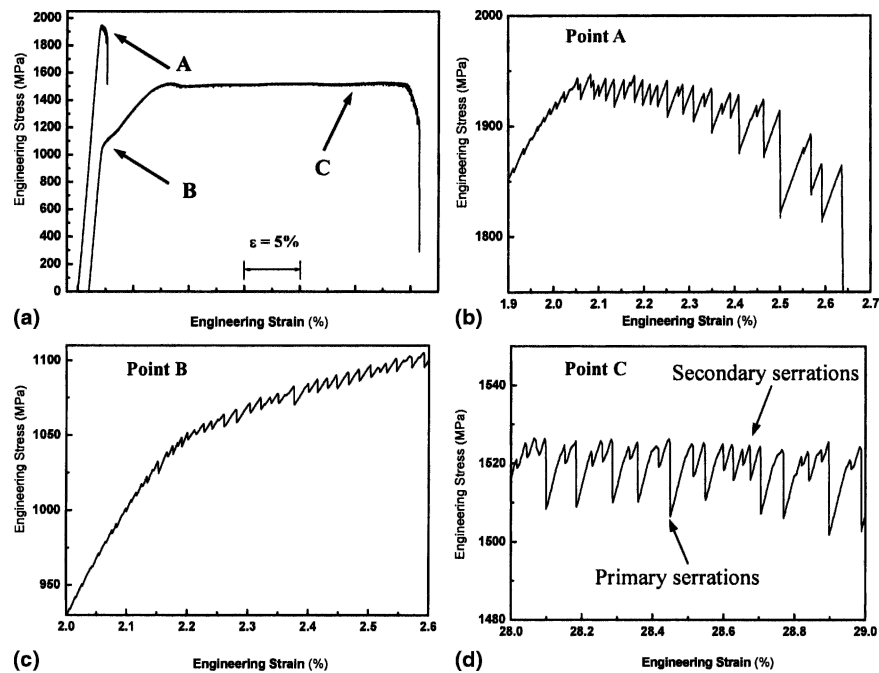 2000
1800
1600
1400
1200
1000
800
600
400
200
0
Engineering Stress (MPa)
A
B
C
ε = 5%
(a)
Engineering Strain (%)
2000
1900
1800
Engineering Stress (MPa)
Point A
1.9 2.0 2.1 2.2 2.3 2.4 2.5 2.6 2.7
(b)
Engineering Strain (%)
1100
1050
1000
950
Engineering Stress (MPa)
Point B
2.0 2.1 2.2 2.3 2.4 2.5 2.6
(c)
Engineering Strain (%)
1540
1520
1500
1480
Engineering Stress (MPa)
Point C
Secondary serrations
Primary serrations
28.0 28.2 28.4 28.6 28.8 29.0
(d)
Engineering Strain (%)